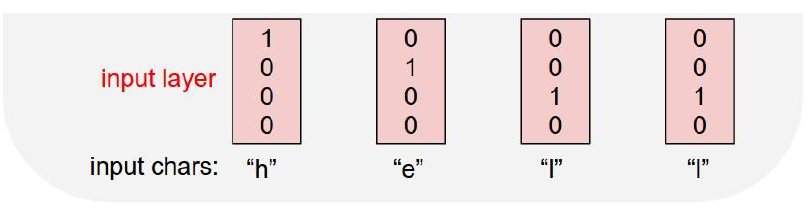 1 0 0 0
0 1 0 0
input layer
0 0 1 1
0 0 0 0
input chars: “h” “e” “l” “l”